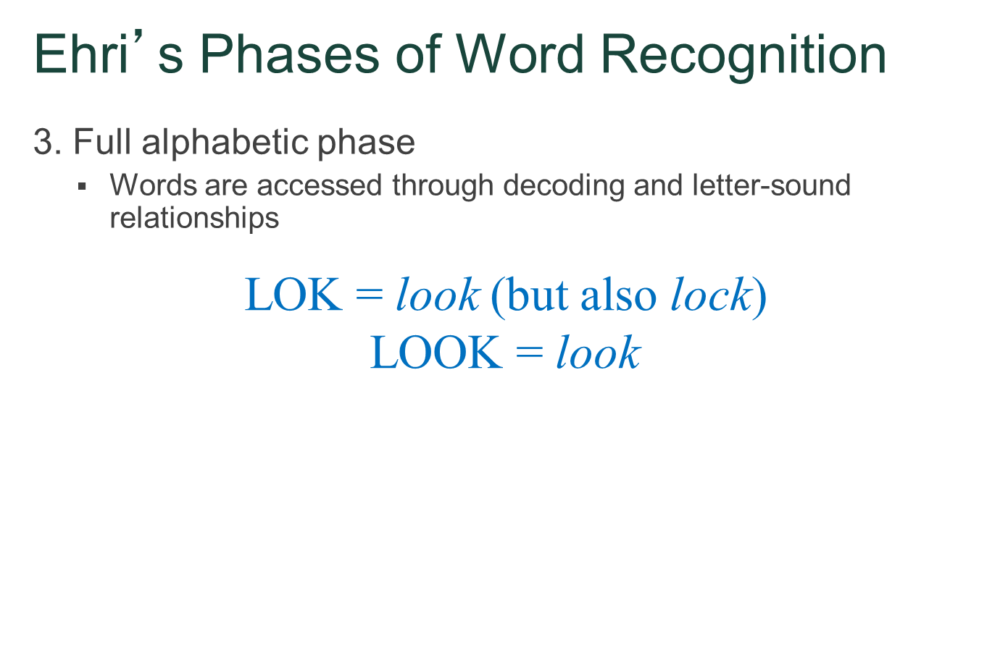 Ehri’s Phases of Word Recognition
3. Full alphabetic phase
▪ Words are accessed through decoding and letter-sound
relationships
LOK = look (but also lock)
LOOK = look